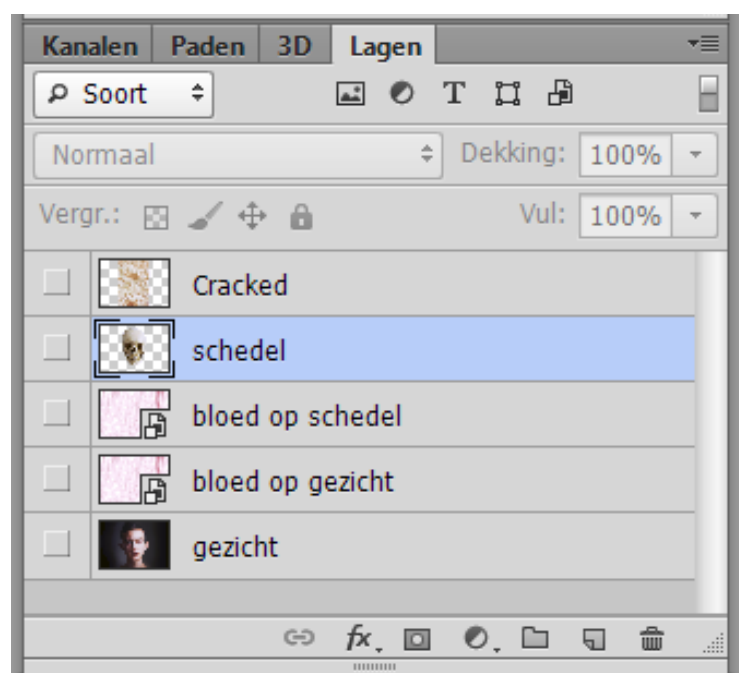 Kanalen Paden 3D Lagen
Soort T
Normaal Dekking: 100%
Vergr.: Vul: 100%
Cracked
schedel
bloed op schedel
bloed op gezicht
gezicht
fx